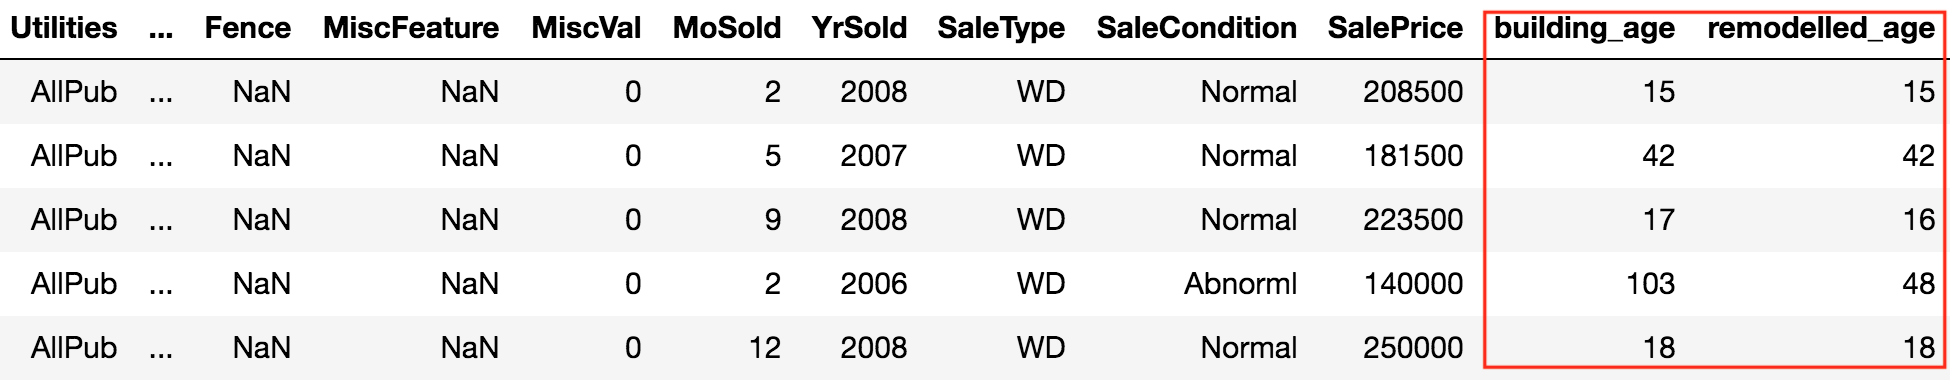 Utilities ... Fence MiscFeature MiscVal MoSold YrSold SaleType SaleCondition SalePrice building_age remodelled_age
AllPub ... NaN NaN 0 2 2008 WD Normal 208500 15 15
AllPub ... NaN NaN 0 5 2007 WD Normal 181500 42 42
AllPub ... NaN NaN 0 9 2008 WD Normal 223500 17 16
AllPub ... NaN NaN 0 2 2006 WD Abnorml 140000 103 48
AllPub ... NaN NaN 0 12 2008 WD Normal 250000 18 18